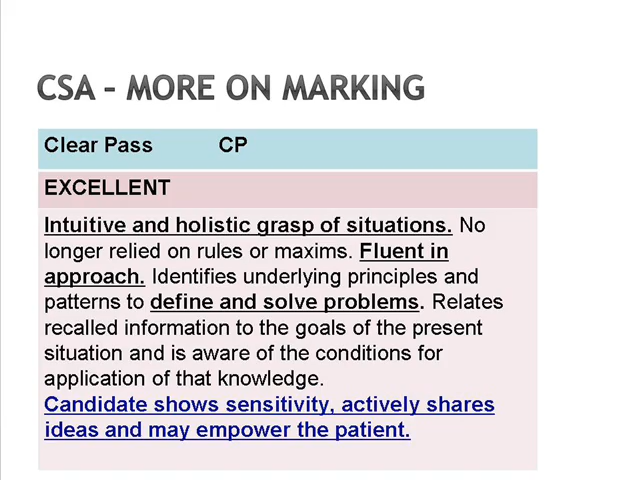 CSA – MORE ON MARKING
Clear Pass CP
EXCELLENT
Intuitive and holistic grasp of situations. No
longer relied on rules or maxims. Fluent in
approach. Identifies underlying principles and
patterns to define and solve problems. Relates
recalled information to the goals of the present
situation and is aware of the conditions for
application of that knowledge.
Candidate shows sensitivity, actively shares
ideas and may empower the patient.